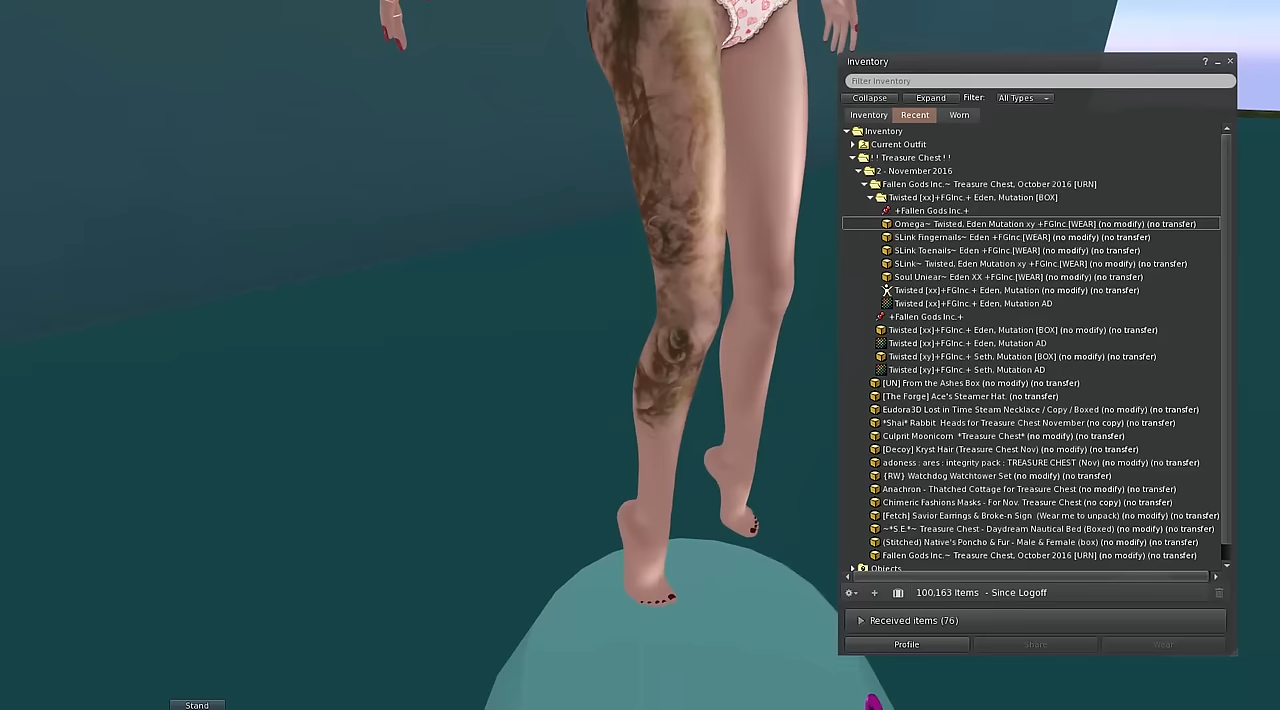 Inventory
? _ ×
Filter Inventory
Collapse Expand Filter: All Types
Inventory Recent Worn
Inventory
Current Outfit
! ! Treasure Chest ! !
2 - November 2016
Fallen Gods Inc.~ Treasure Chest, October 2016 [URN]
Twisted [xx]+FGInc.+ Eden, Mutation [BOX]
+Fallen Gods Inc.+
Omega~ Twisted, Eden Mutation xy +FGInc.[WEAR] (no modify) (no transfer)
SLink Fingernails~ Eden +FGInc.[WEAR] (no modify) (no transfer)
SLink Toenails~ Eden +FGInc.[WEAR] (no modify) (no transfer)
SLink~ Twisted, Eden Mutation xy +FGInc.[WEAR] (no modify) (no transfer)
Soul Uniear~ Eden XX +FGInc.[WEAR] (no modify) (no transfer)
Twisted [xx]+FGInc.+ Eden, Mutation (no modify) (no transfer)
Twisted [xx]+FGInc.+ Eden, Mutation AD
+Fallen Gods Inc.+
Twisted [xx]+FGInc.+ Eden, Mutation [BOX] (no modify) (no transfer)
Twisted [xx]+FGInc.+ Eden, Mutation AD
Twisted [xy]+FGInc.+ Seth, Mutation [BOX] (no modify) (no transfer)
Twisted [xy]+FGInc.+ Seth, Mutation AD
[UN] From the Ashes Box (no modify) (no transfer)
[The Forge] Ace's Steamer Hat. (no transfer)
Eudora3D Lost in Time Steam Necklace / Copy / Boxed (no modify) (no transfer)
*Shai* Rabbit Heads for Treasure Chest November (no copy) (no transfer)
Culprit Moonicorn *Treasure Chest* (no modify) (no transfer)
[Decoy] Kryst Hair (Treasure Chest Nov) (no modify) (no transfer)
adoness : ares : integrity pack : TREASURE CHEST (Nov) (no modify) (no transfer)
{RW} Watchdog Watchtower Set (no modify) (no transfer)
Anachron - Thatched Cottage for Treasure Chest (no modify) (no transfer)
Chimeric Fashions Masks - For Nov. Treasure Chest (no copy) (no transfer)
[Fetch] Savior Earrings & Broke-n Sign (Wear me to unpack) (no modify) (no transfer)
~*S.E.*~ Treasure Chest - Daydream Nautical Bed (Boxed) (no modify) (no transfer)
(Stitched) Native's Poncho & Fur - Male & Female (box) (no modify) (no transfer)
Fallen Gods Inc.~ Treasure Chest, October 2016 [URN] (no modify) (no transfer)
Objects
100,163 Items - Since Logoff
Received items (76)
Profile Share Wear
Stand